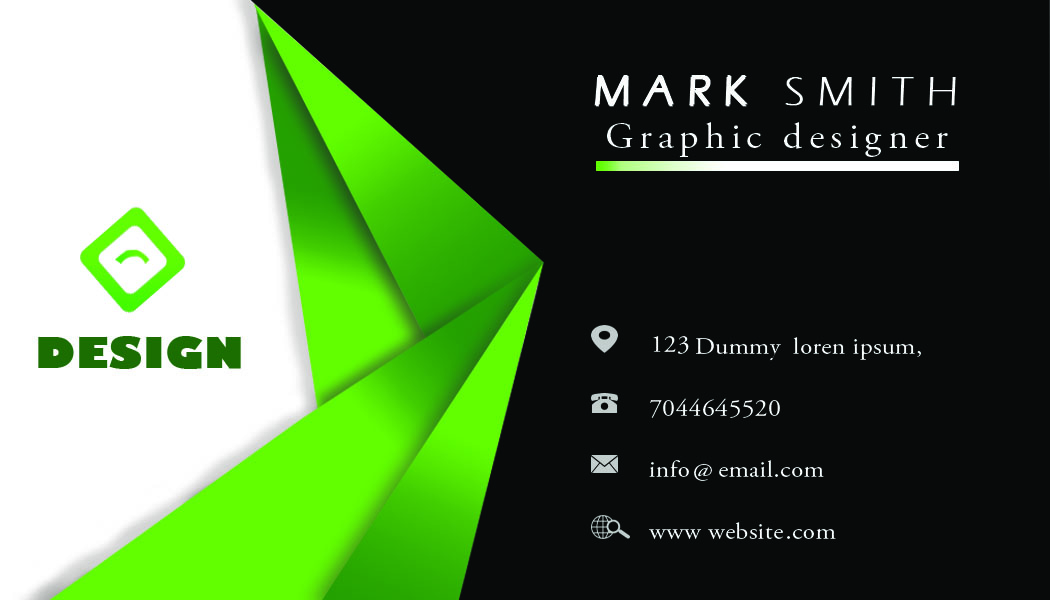 DESIGN
MARK SMITH
Graphic designer
123 Dummy loren ipsum,
7044645520
info@email.com
www website.com